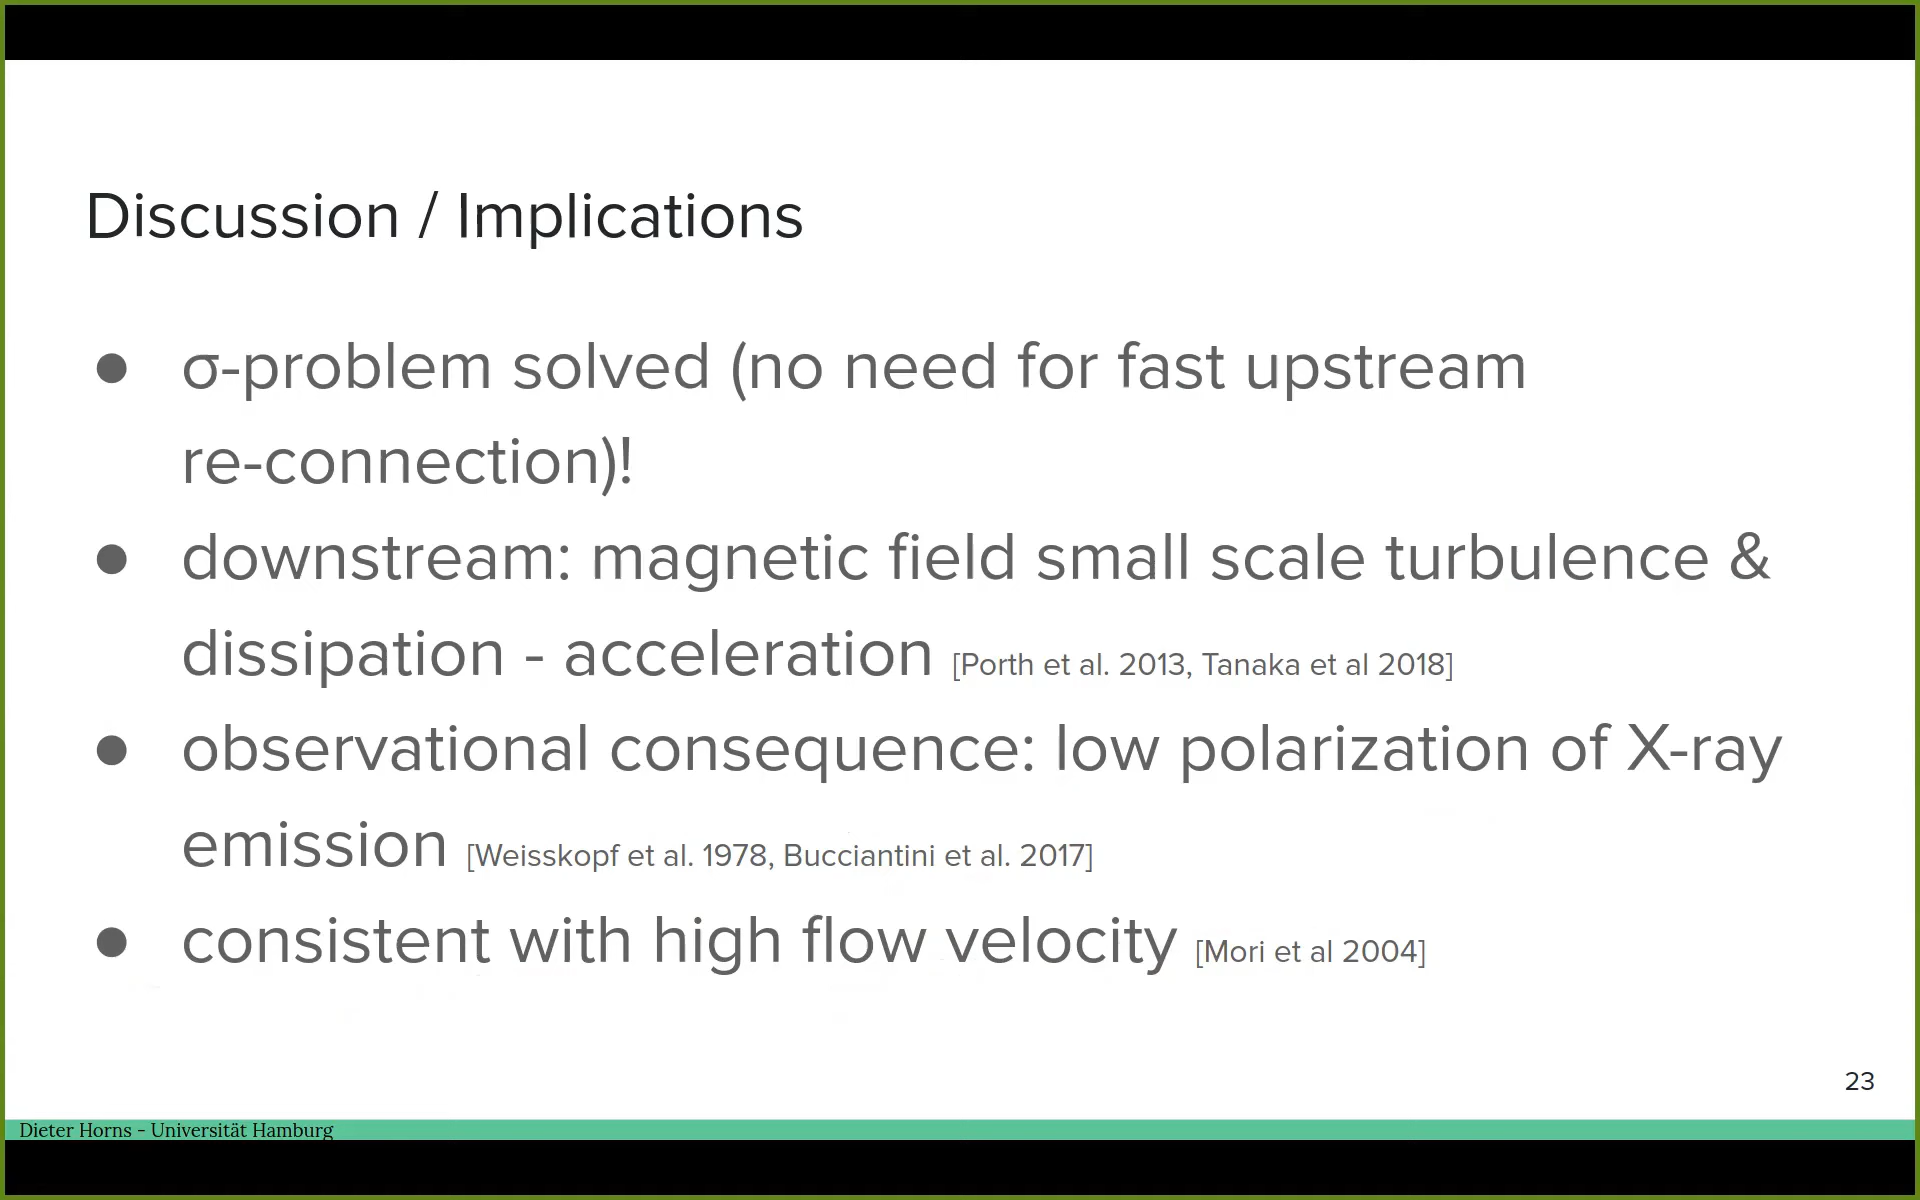 Discussion / Implications
● σ-problem solved (no need for fast upstream
re-connection)!
● downstream: magnetic field small scale turbulence &
dissipation - acceleration [Porth et al. 2013, Tanaka et al 2018]
● observational consequence: low polarization of X-ray
emission [Weisskopf et al. 1978, Bucciantini et al. 2017]
● consistent with high flow velocity [Mori et al 2004]
23
Dieter Horns - Universität Hamburg